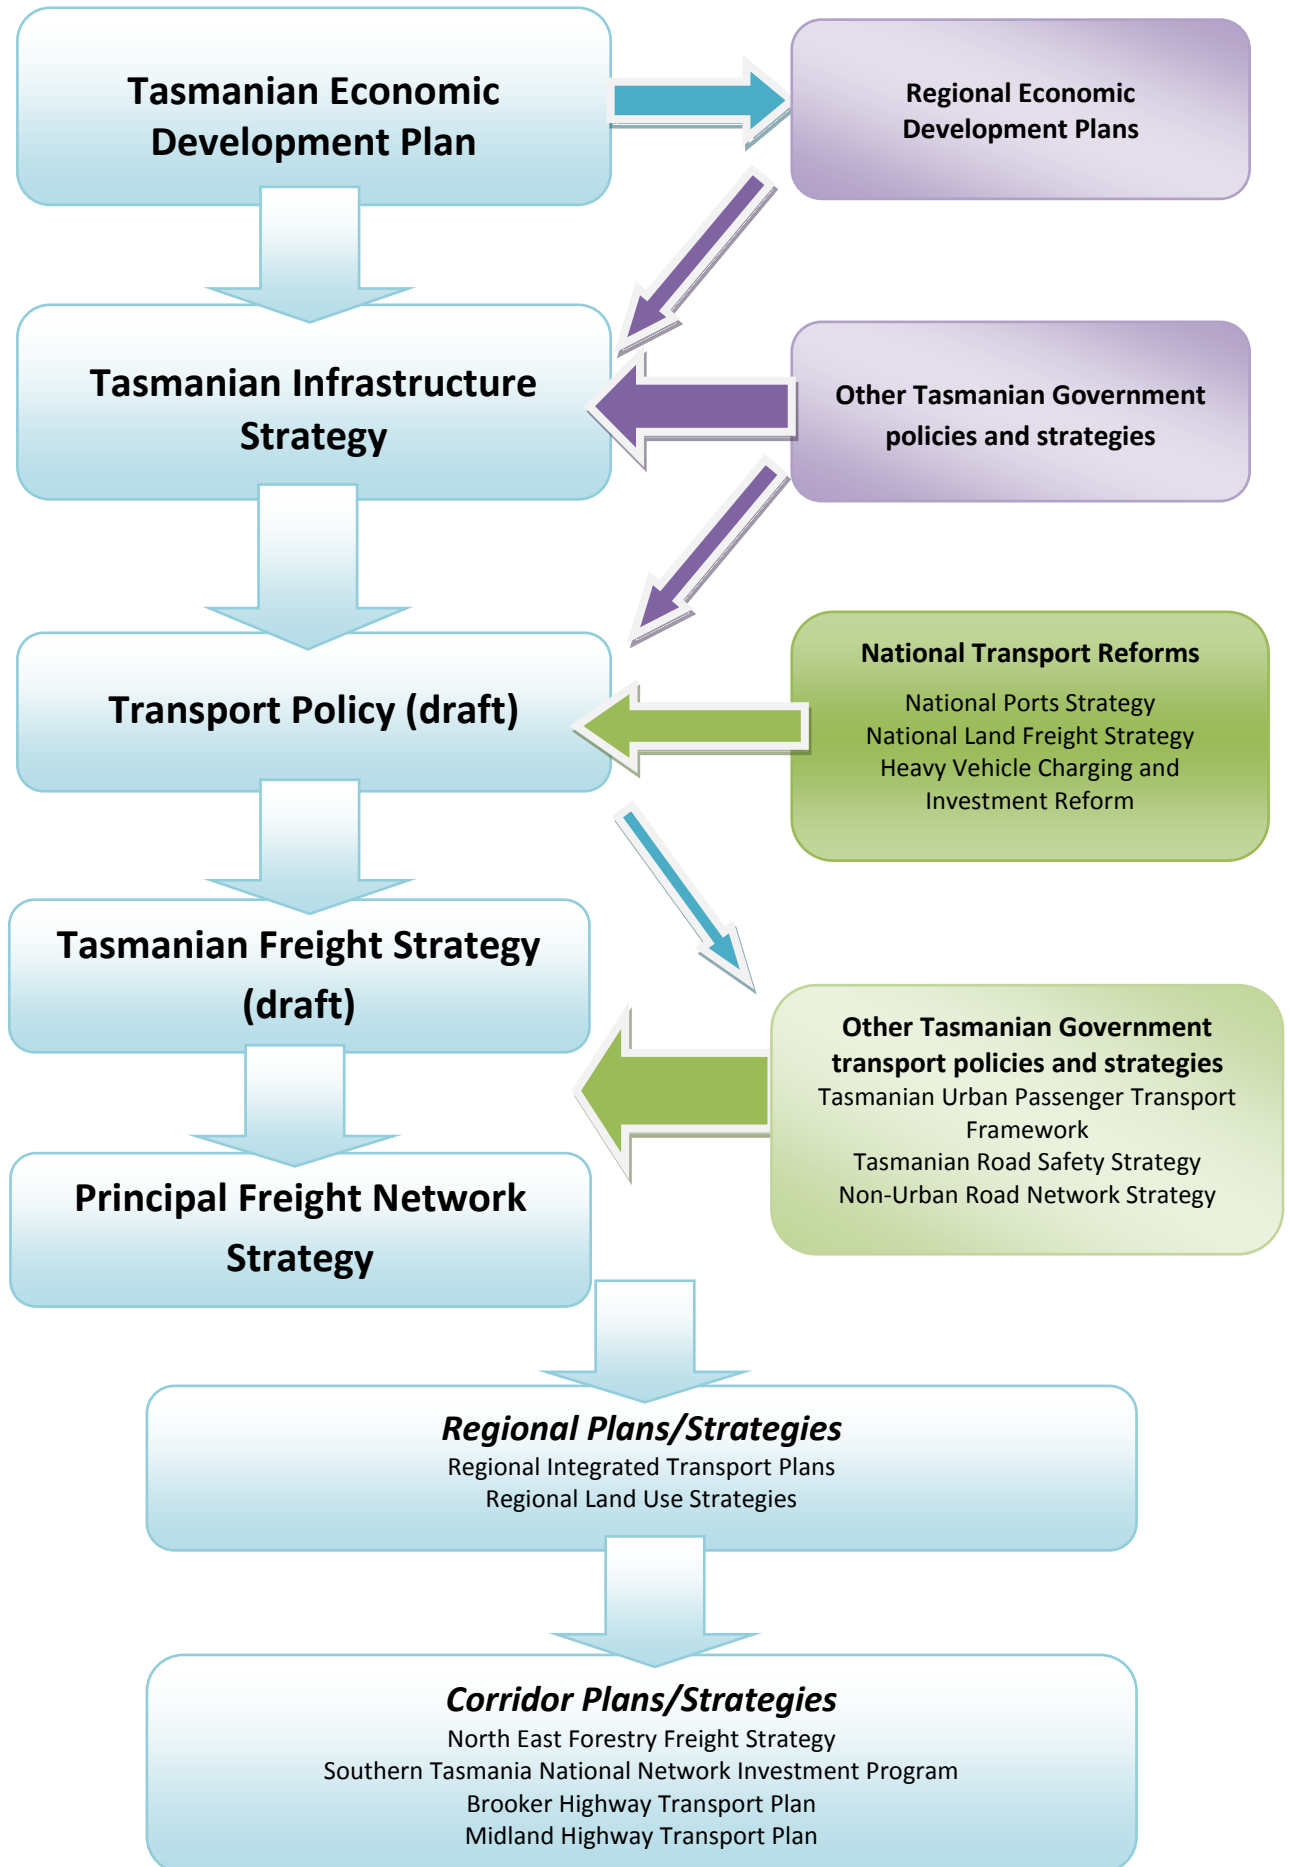 Tasmanian Economic
Development Plan
Regional Economic
Development Plans
Tasmanian Infrastructure
Strategy
Other Tasmanian Government
policies and strategies
Transport Policy (draft)
National Transport Reforms
National Ports Strategy
National Land Freight Strategy
Heavy Vehicle Charging and
Investment Reform
Tasmanian Freight Strategy
(draft)
Other Tasmanian Government
transport policies and strategies
Tasmanian Urban Passenger Transport
Framework
Tasmanian Road Safety Strategy
Non-Urban Road Network Strategy
Principal Freight Network
Strategy
Regional Plans/Strategies
Regional Integrated Transport Plans
Regional Land Use Strategies
Corridor Plans/Strategies
North East Forestry Freight Strategy
Southern Tasmania National Network Investment Program
Brooker Highway Transport Plan
Midland Highway Transport Plan